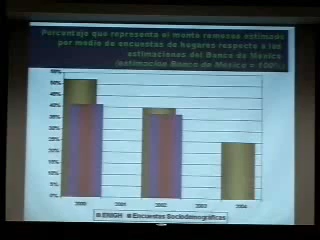 Porcentaje que representa el monto remesas estimado
por medio de encuestas de hogares respecto a las
estimaciones del Banco de México
(estimación Banco de México = 100%)
60%
55%
50%
45%
40%
35%
30%
25%
20%
15%
10%
5%
0%
2000 2001 2002 2003 2004
ENIGH Encuestas Sociodemográficas